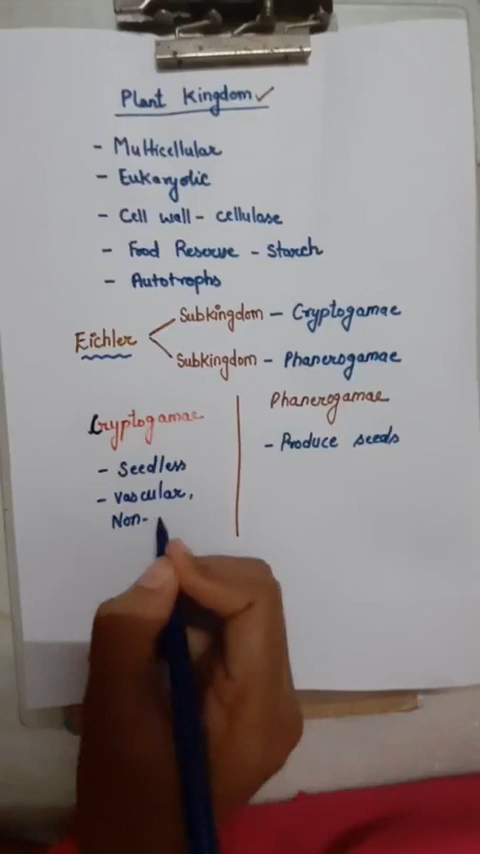 Plant Kingdom ✓
- Multicellular
- Eukaryotic
- Cell wall - cellulase
- Food Reserve - Starch
- Autotrophs
Eichler
Subkingdom - Cryptogamae
Subkingdom - Phanerogamae
Cryptogamae
- Seedless
- Vascular,
Non-
Phanerogamae
- Produce seeds